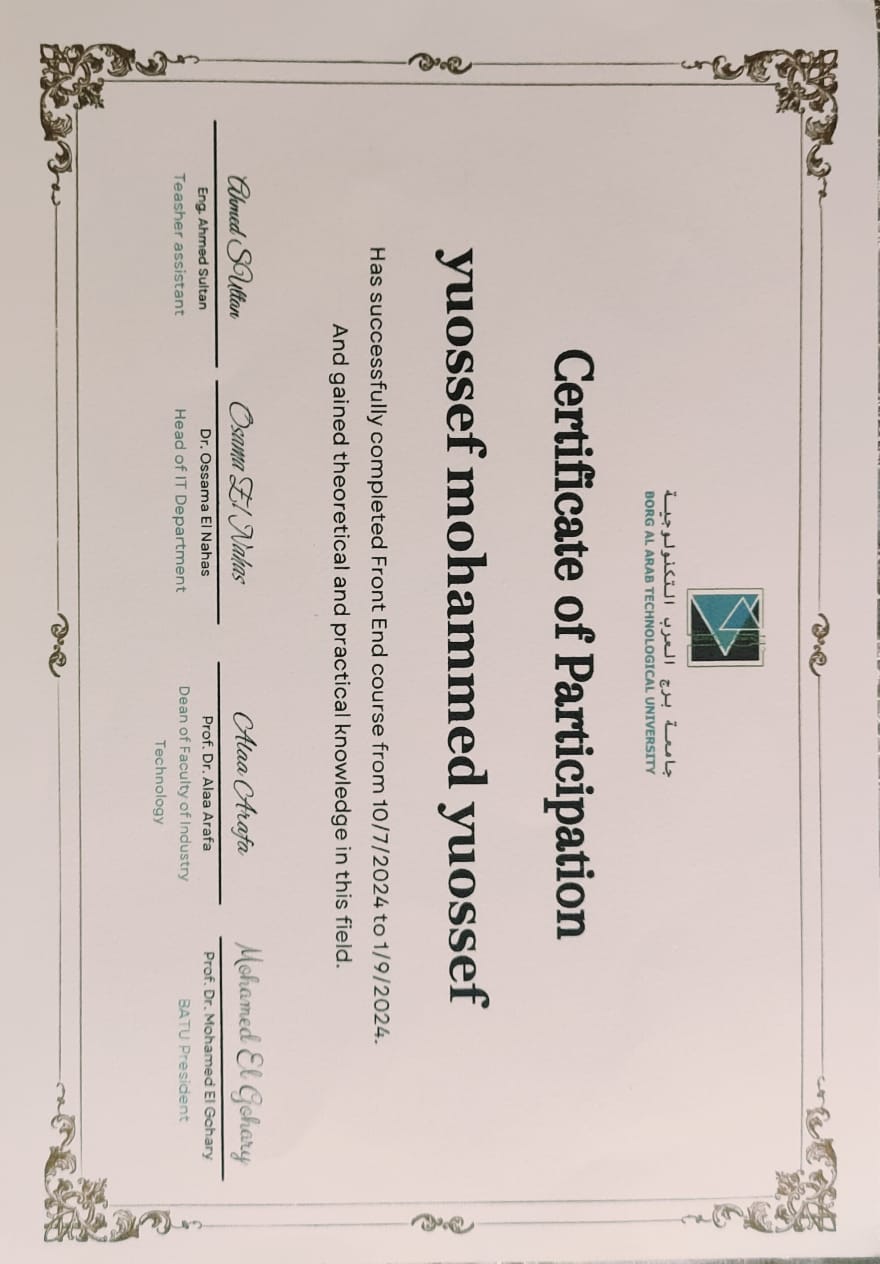 جامعة برج العرب التكنولوجية
BORG AL ARAB TECHNOLOGICAL UNIVERSITY
Certificate of Participation
yuossef mohammed yuossef
Has successfully completed Front End course from 10/7/2024 to 1/9/2024.
And gained theoretical and practical knowledge in this field.
Ahmed SUltan
Eng. Ahmed Sultan
Teasher assistant
Osama El Nahas
Dr. Ossama El Nahas
Head of IT Department
Alaa Arafa
Prof. Dr. Alaa Arafa
Dean of Faculty of Industry
Technology
Mohamed El Gohary
Prof. Dr. Mohamed El Gohary
BATU President